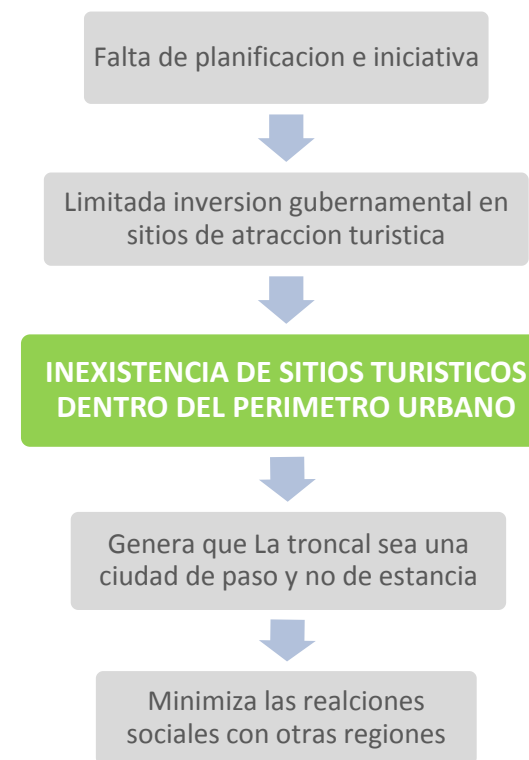 Falta de planificacion e iniciativa
Limitada inversion gubernamental en
sitios de atraccion turistica
INEXISTENCIA DE SITIOS TURISTICOS
DENTRO DEL PERIMETRO URBANO
Genera que La troncal sea una
ciudad de paso y no de estancia
Minimiza las realciones
sociales con otras regiones